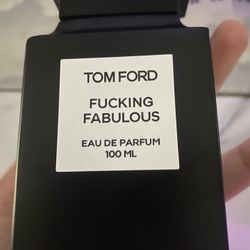 TOM FORD
FUCKING
FABULOUS
EAU DE PARFUM
100 ML